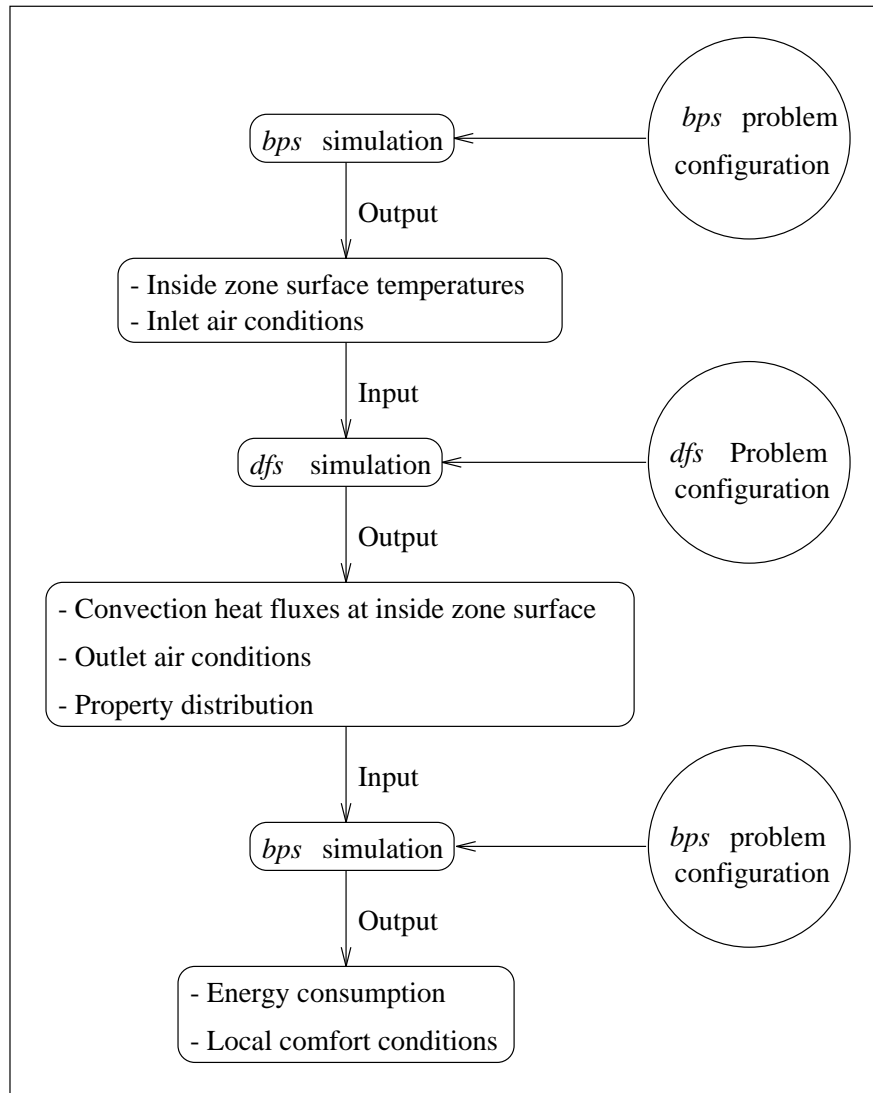 bps problem
configuration
bps simulation
Output
- Inside zone surface temperatures
- Inlet air conditions
Input
dfs simulation
dfs Problem
configuration
Output
- Convection heat fluxes at inside zone surface
- Outlet air conditions
- Property distribution
Input
bps simulation
bps problem
configuration
Output
- Energy consumption
- Local comfort conditions